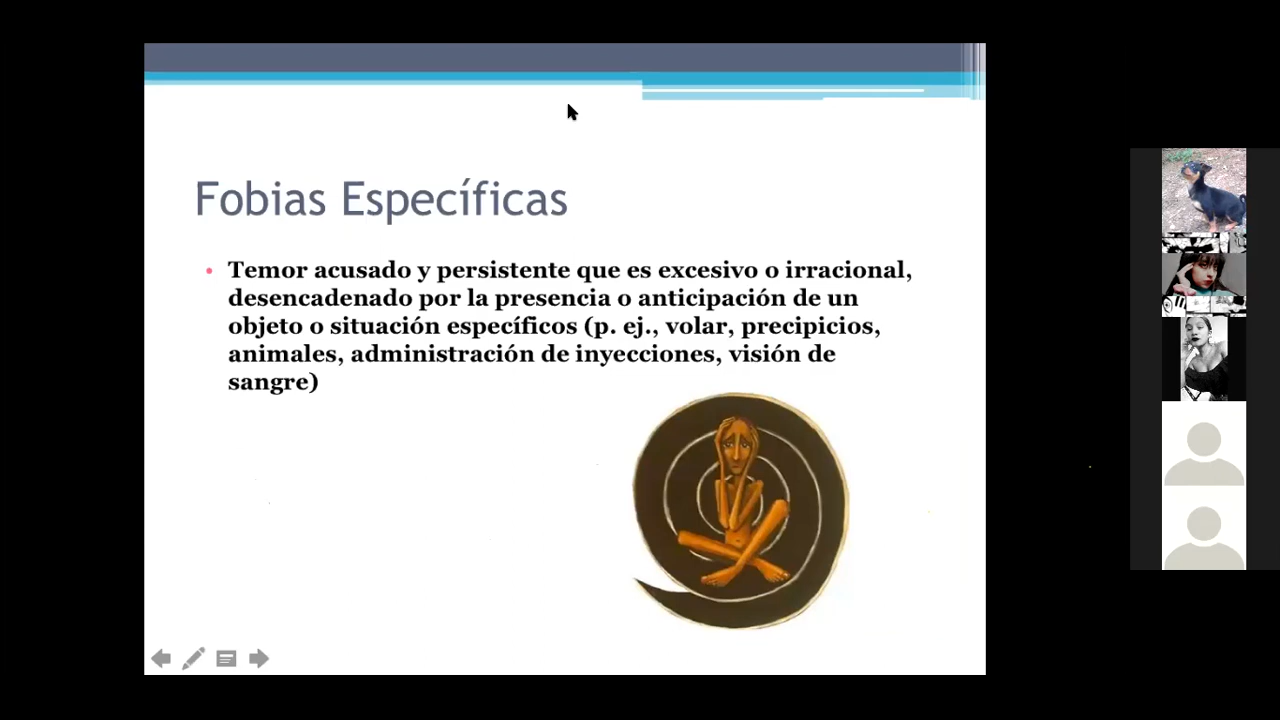 Fobias Específicas
• Temor acusado y persistente que es excesivo o irracional,
desencadenado por la presencia o anticipación de un
objeto o situación específicos (p. ej., volar, precipicios,
animales, administración de inyecciones, visión de
sangre)